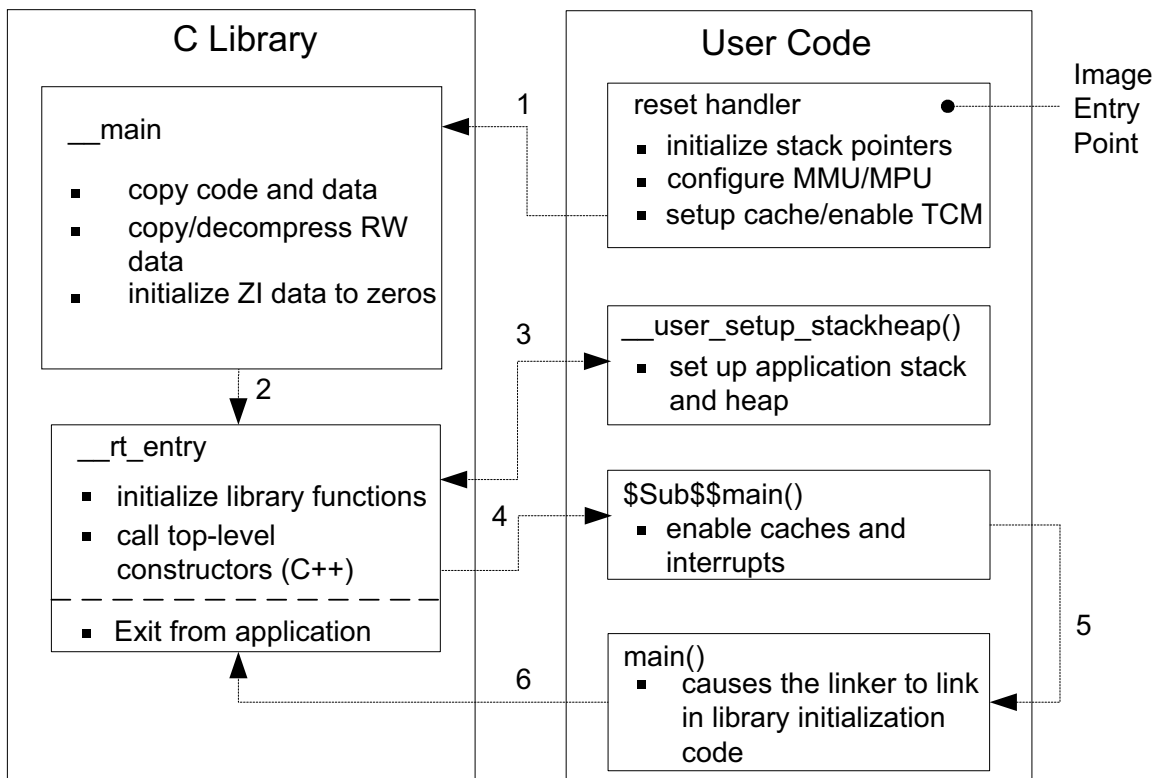 C Library
__main
▪ copy code and data
▪ copy/decompress RW
data
▪ initialize ZI data to zeros
2
__rt_entry
▪ initialize library functions
▪ call top-level
constructors (C++)
▪ Exit from application
1
3
4
6
User Code
reset handler
▪ initialize stack pointers
▪ configure MMU/MPU
▪ setup cache/enable TCM
__user_setup_stackheap()
▪ set up application stack
and heap
$Sub$$main()
▪ enable caches and
interrupts
5
main()
▪ causes the linker to link
in library initialization
code
Image
Entry
Point